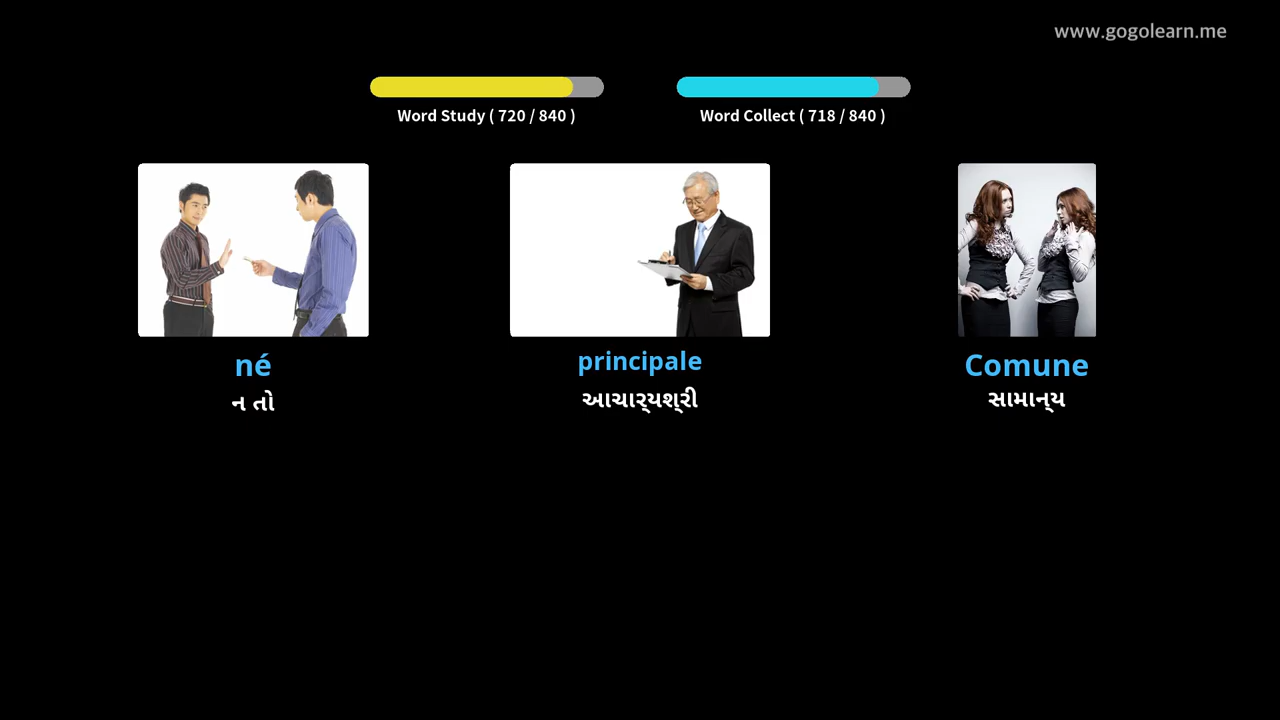 www.gogolearn.me
Word Study ( 720 / 840 )
Word Collect ( 718 / 840 )
né
principale
Comune
ન તો
આચાર્યશ્રી
સામાન્ય